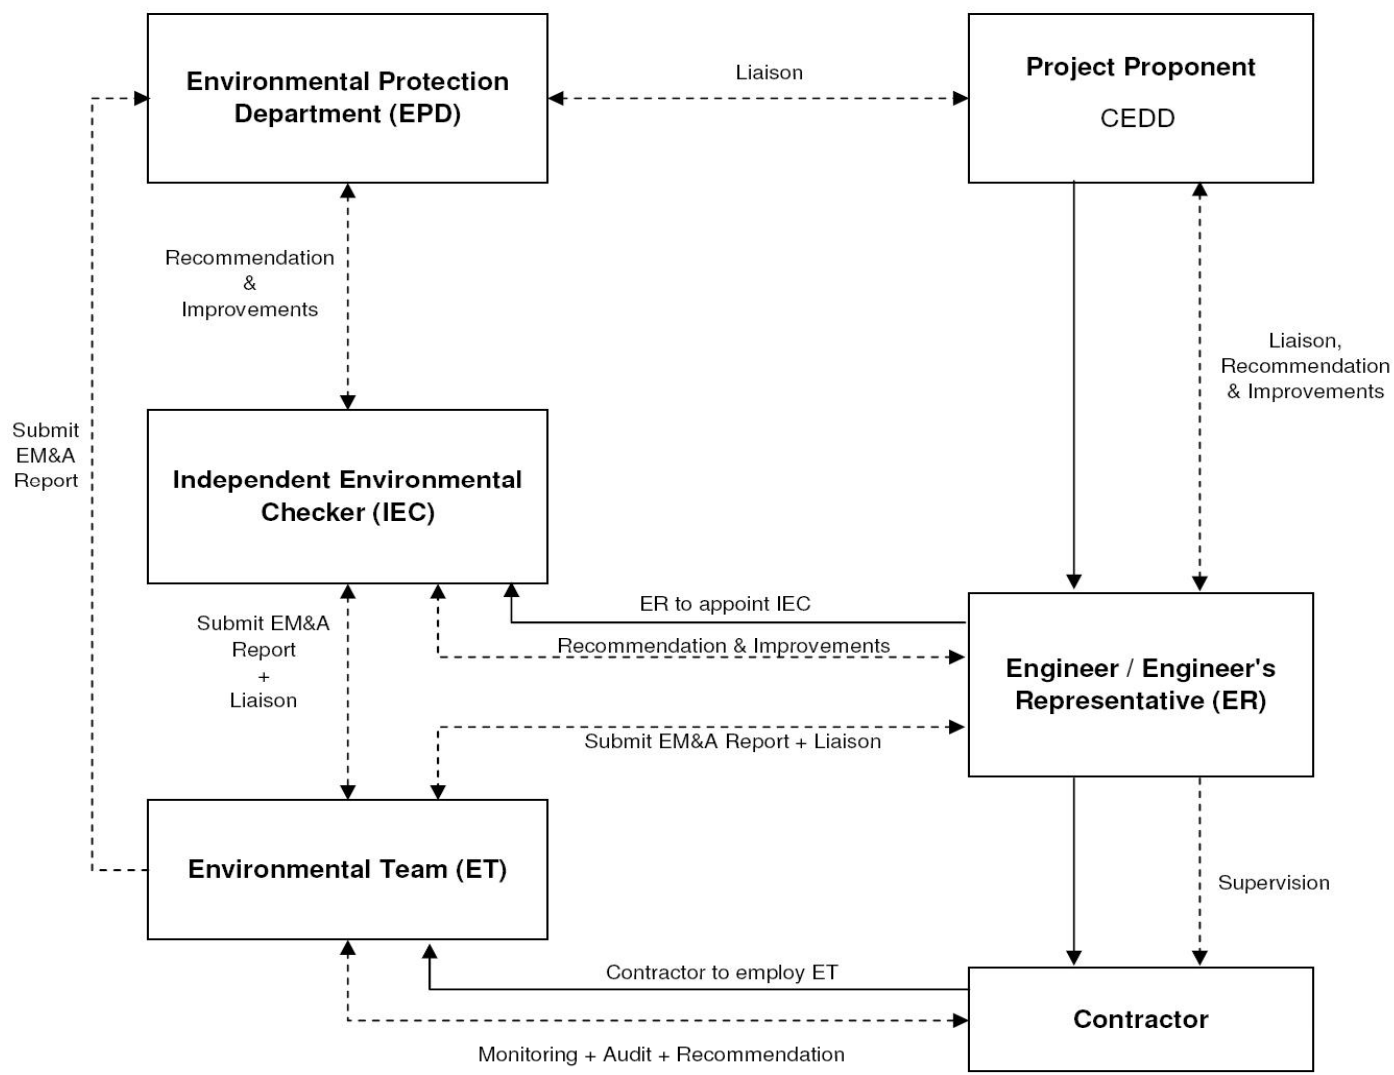 Environmental Protection
Department (EPD)
Liaison
Project Proponent
CEDD
Recommendation
&
Improvements
Liaison,
Recommendation
& Improvements
Submit
EM&A
Report
Independent Environmental
Checker (IEC)
Submit EM&A
Report
+
Liaison
ER to appoint IEC
Recommendation & Improvements
Engineer / Engineer's
Representative (ER)
Submit EM&A Report + Liaison
Environmental Team (ET)
Supervision
Contractor to employ ET
Contractor
Monitoring + Audit + Recommendation